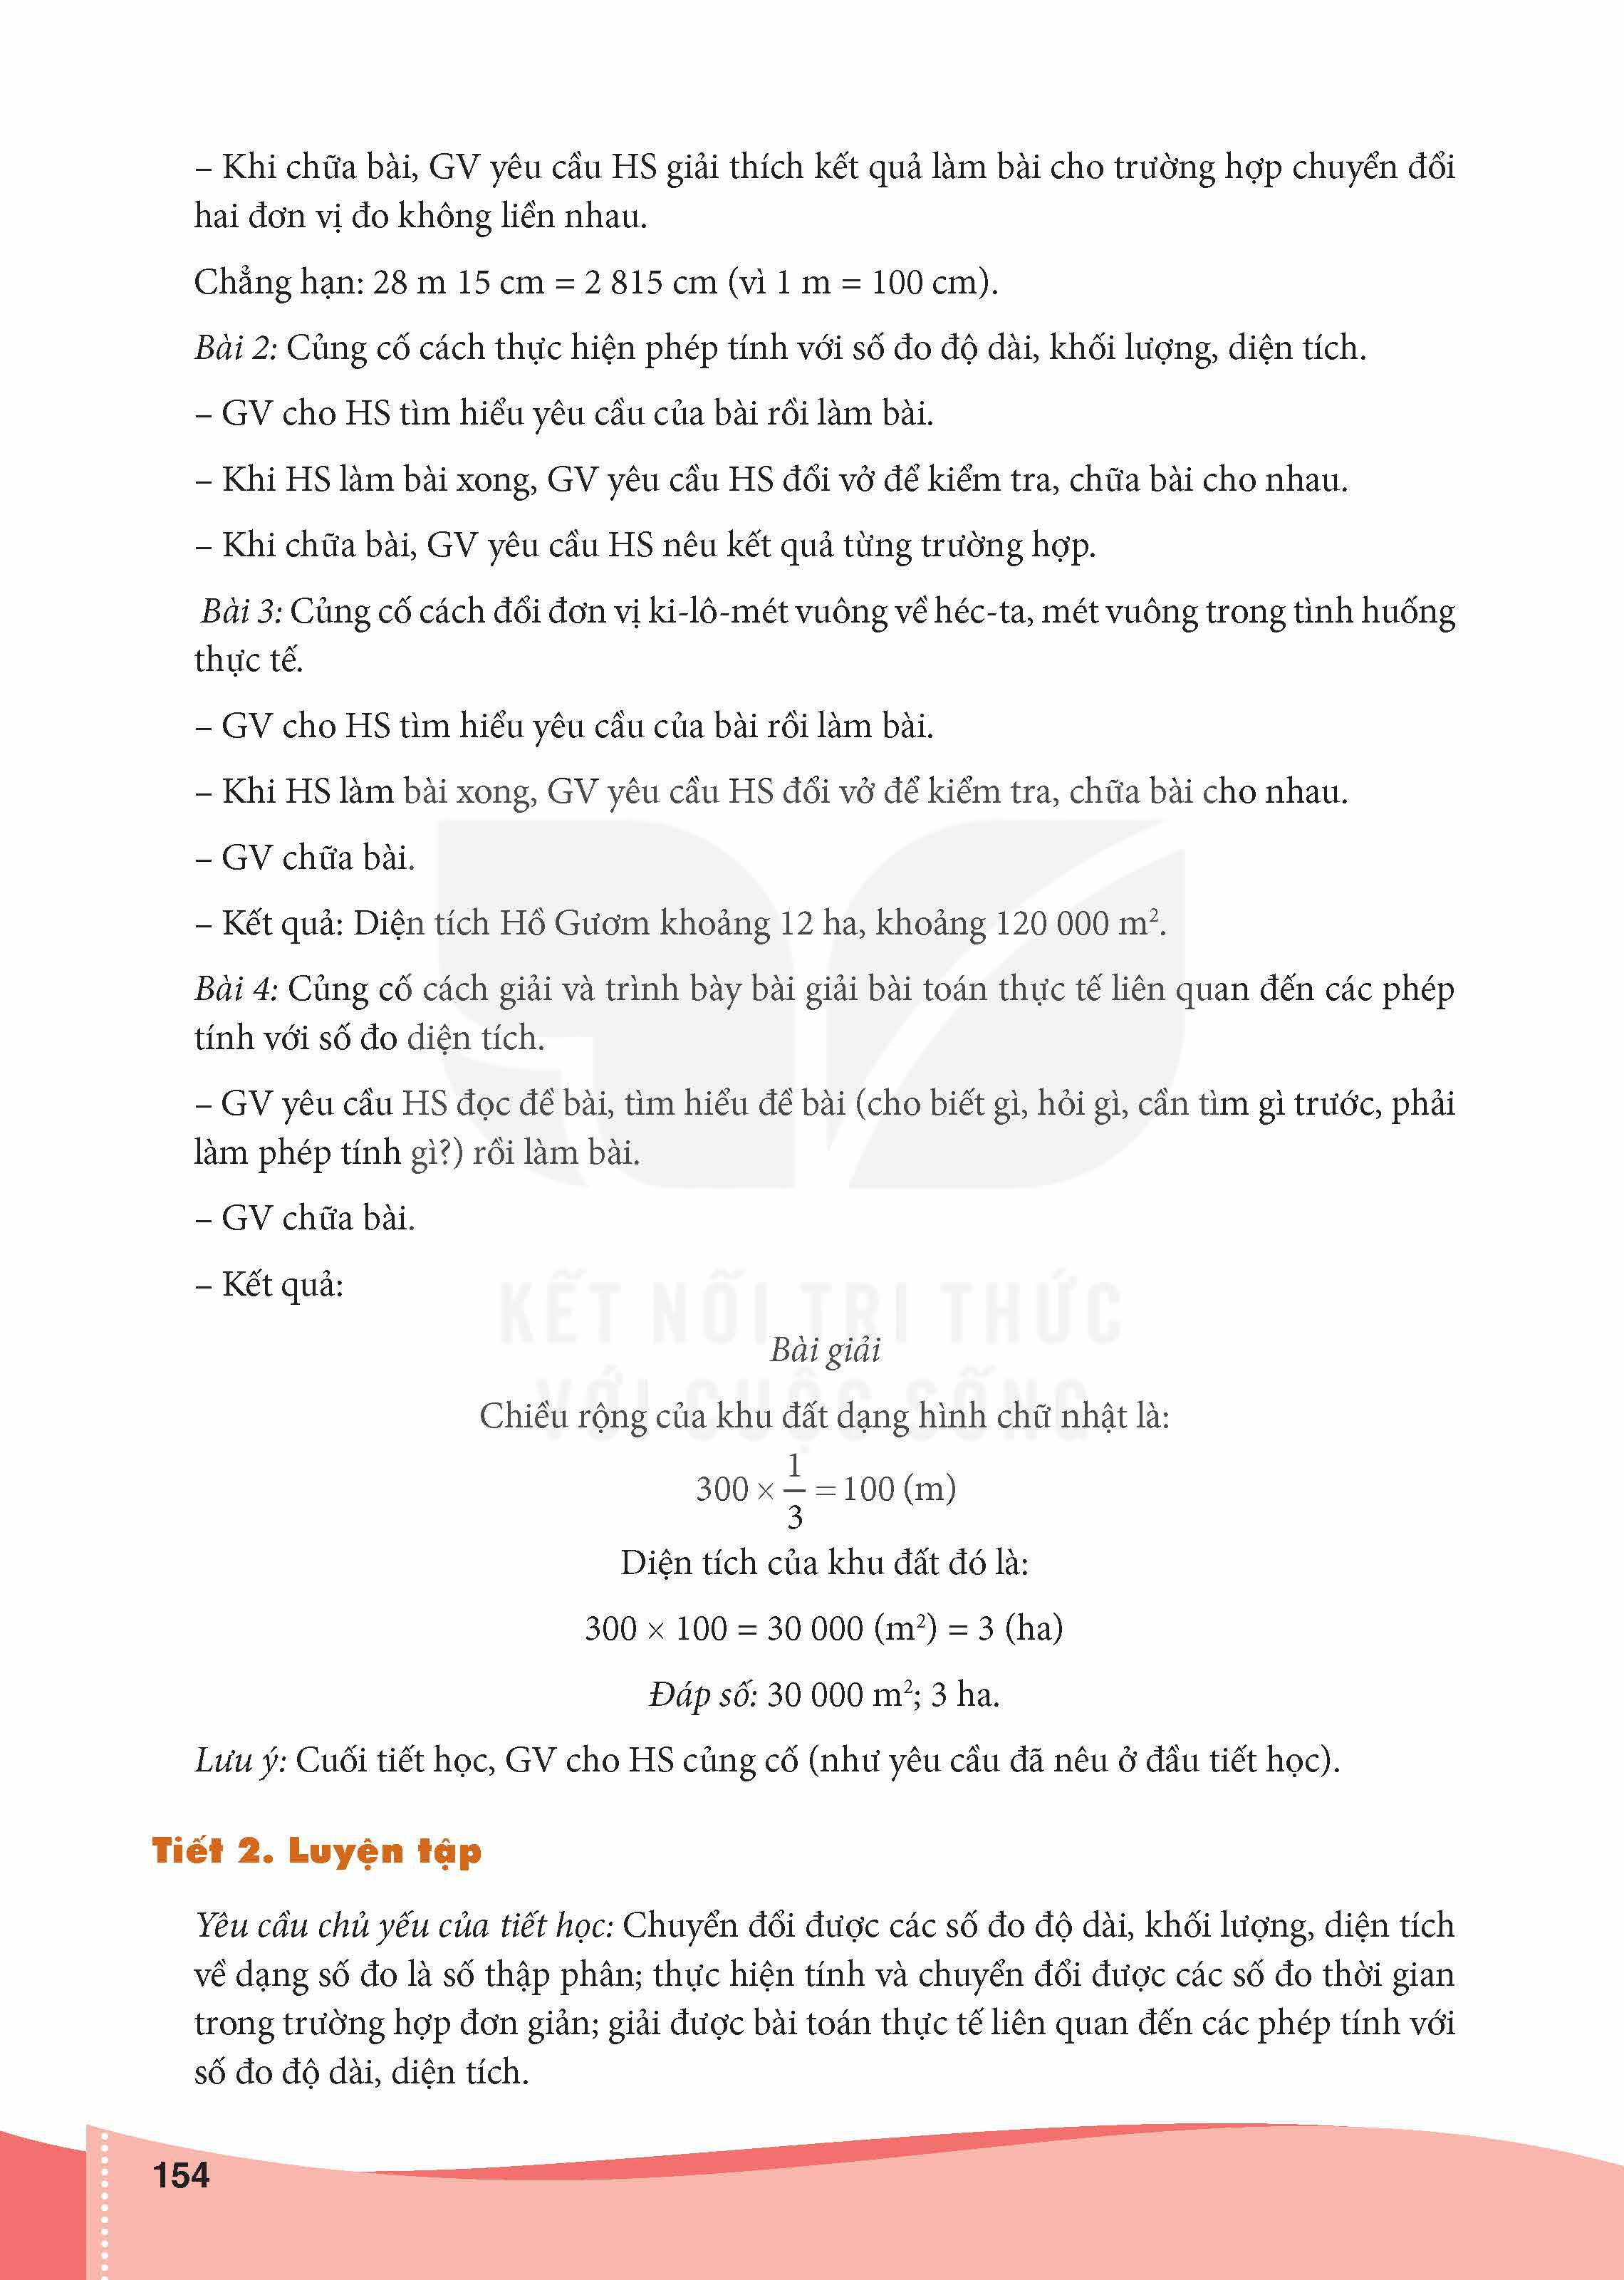 – Khi chữa bài, GV yêu cầu HS giải thích kết quả làm bài cho trường hợp chuyển đổi
hai đơn vị đo không liền nhau.
Chẳng hạn: 28 m 15 cm = 2 815 cm (vì 1 m = 100 cm).
Bài 2: Củng cố cách thực hiện phép tính với số đo độ dài, khối lượng, diện tích.
– GV cho HS tìm hiểu yêu cầu của bài rồi làm bài.
– Khi HS làm bài xong, GV yêu cầu HS đổi vở để kiểm tra, chữa bài cho nhau.
– Khi chữa bài, GV yêu cầu HS nêu kết quả từng trường hợp.
Bài 3: Củng cố cách đổi đơn vị ki-lô-mét vuông về héc-ta, mét vuông trong tình huống
thực tế.
– GV cho HS tìm hiểu yêu cầu của bài rồi làm bài.
– Khi HS làm bài xong, GV yêu cầu HS đổi vở để kiểm tra, chữa bài cho nhau.
– GV chữa bài.
– Kết quả: Diện tích Hồ Gươm khoảng 12 ha, khoảng 120 000 m².
Bài 4: Củng cố cách giải và trình bày bài giải bài toán thực tế liên quan đến các phép
tính với số đo diện tích.
– GV yêu cầu HS đọc đề bài, tìm hiểu đề bài (cho biết gì, hỏi gì, cần tìm gì trước, phải
làm phép tính gì?) rồi làm bài.
– GV chữa bài.
– Kết quả:
KẾT NỐI TRI THỨC
Bài giải
VỚI CUỘC SỐNG
Chiều rộng của khu đất dạng hình chữ nhật là:
300 × 1/3 = 100 (m)
Diện tích của khu đất đó là:
300 × 100 = 30 000 (m²) = 3 (ha)
Đáp số: 30 000 m²; 3 ha.
Lưu ý: Cuối tiết học, GV cho HS củng cố (như yêu cầu đã nêu ở đầu tiết học).
Tiết 2. Luyện tập
Yêu cầu chủ yếu của tiết học: Chuyển đổi được các số đo độ dài, khối lượng, diện tích
về dạng số đo là số thập phân; thực hiện tính và chuyển đổi được các số đo thời gian
trong trường hợp đơn giản; giải được bài toán thực tế liên quan đến các phép tính với
số đo độ dài, diện tích.
154